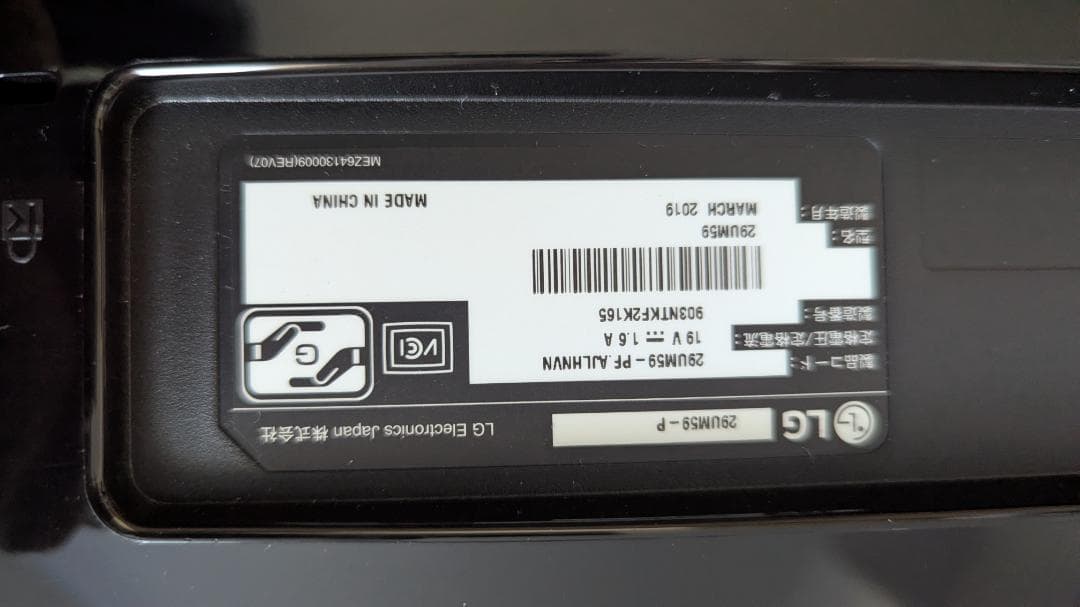 LG 29UM59-P LG Electronics Japan 株式会社
製品コード: 29UM59-PF.AJLHNVN
定格電圧/定格電流: 19 V ⎓ 1.6 A
製造番号: 903NTKF2K165
VCI
G
型名: 29UM59
製造年月: MARCH 2019
MADE IN CHINA
MEZ64130009(REV07)